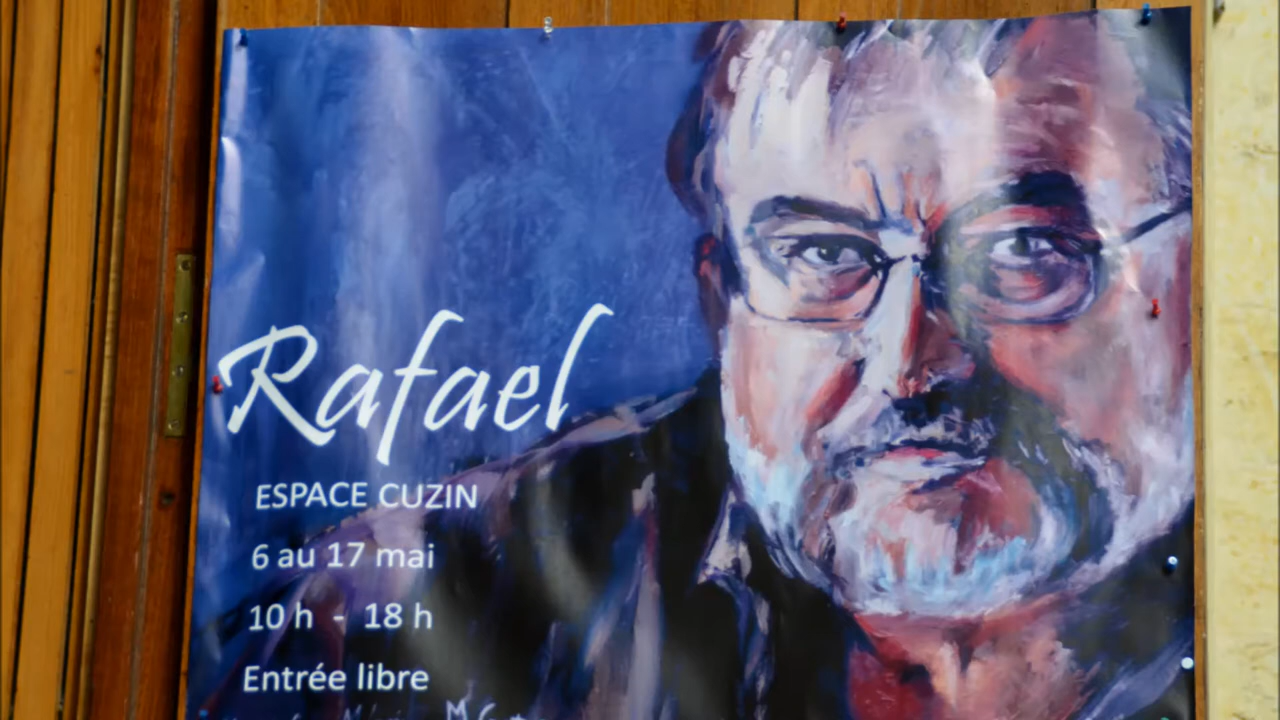 Rafael
ESPACE CUZIN
6 au 17 mai
10 h - 18 h
Entrée libre